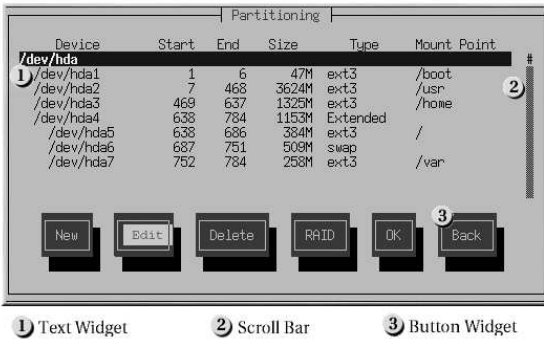 Partitioning
Device Start End Size Type Mount Point
/dev/hda #
1 /dev/hda1 1 6 47M ext3 /boot
/dev/hda2 7 468 3624M ext3 /usr 2
/dev/hda3 469 637 1325M ext3 /home
/dev/hda4 638 784 1153M Extended
/dev/hda5 638 686 384M ext3 /
/dev/hda6 687 751 509M swap
/dev/hda7 752 784 258M ext3 /var
3
New Edit Delete RAID OK Back
1 Text Widget 2 Scroll Bar 3 Button Widget